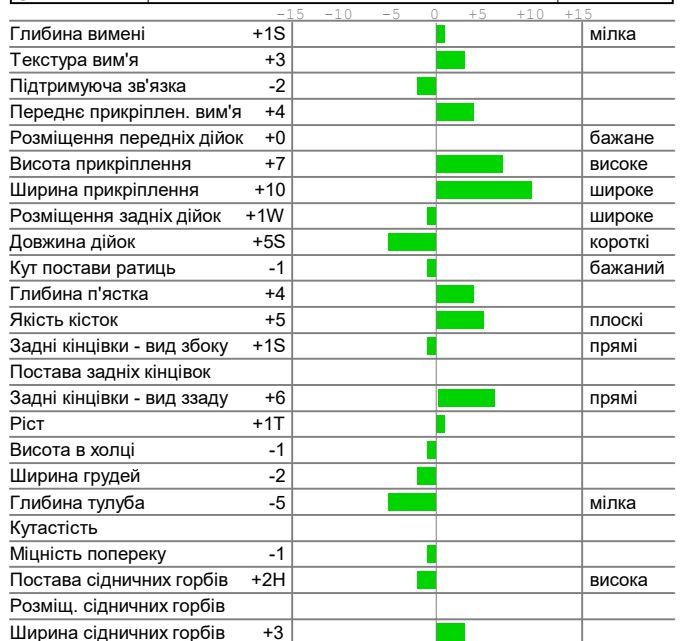 -15 -10 -5 0 +5 +10 +15
Глибина вимені +1S мілка
Текстура вим'я +3
Підтримуюча зв'язка -2
Переднє прикріплен. вим'я +4
Розміщення передніх дійок +0 бажане
Висота прикріплення +7 високе
Ширина прикріплення +10 широке
Розміщення задніх дійок +1W широке
Довжина дійок +5S короткі
Кут постави ратиць -1 бажаний
Глибина п'ястка +4
Якість кісток +5 плоскі
Задні кінцівки - вид збоку +1S прямі
Постава задніх кінцівок
Задні кінцівки - вид ззаду +6 прямі
Ріст +1T
Висота в холці -1
Ширина грудей -2
Глибина тулуба -5 мілка
Кутастість
Міцність попереку -1
Постава сідничних горбів +2H висока
Розміщ. сідничних горбів
Ширина сідничних горбів +3